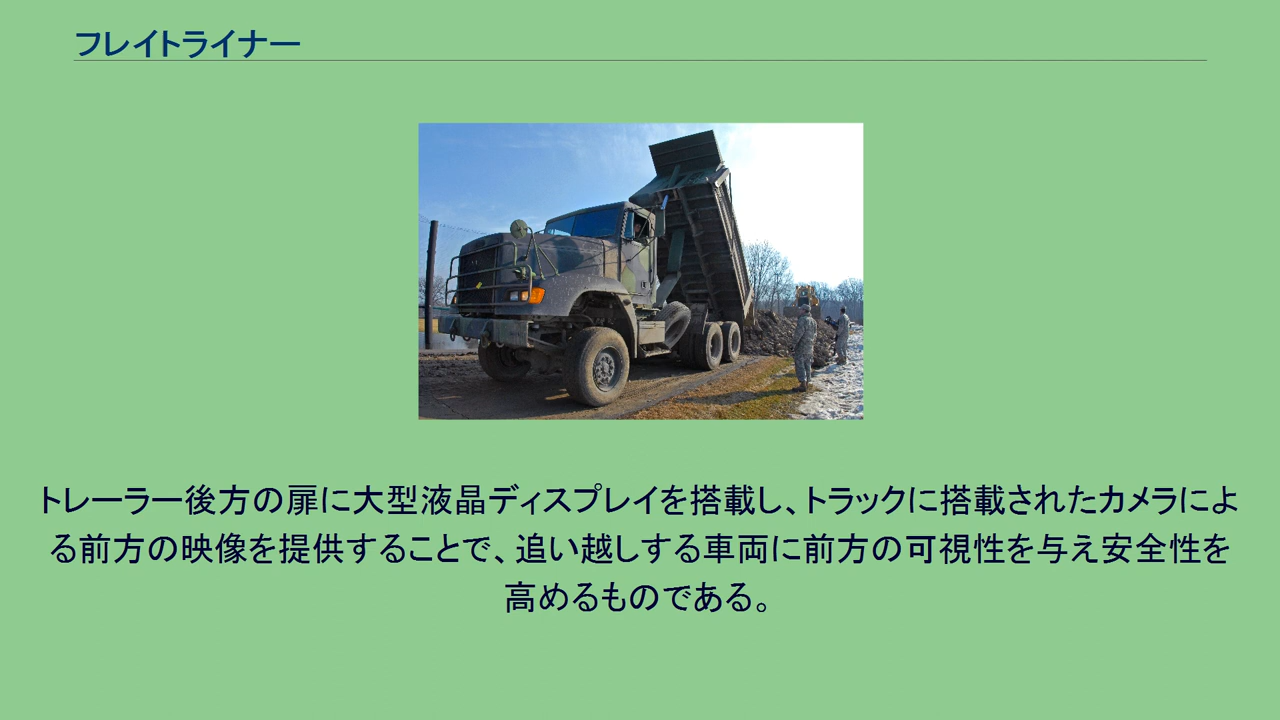 フレイトライナー
トレーラー後方の扉に大型液晶ディスプレイを搭載し、トラックに搭載されたカメラによ
る前方の映像を提供することで、追い越しする車両に前方の可視性を与え安全性を
高めるものである。